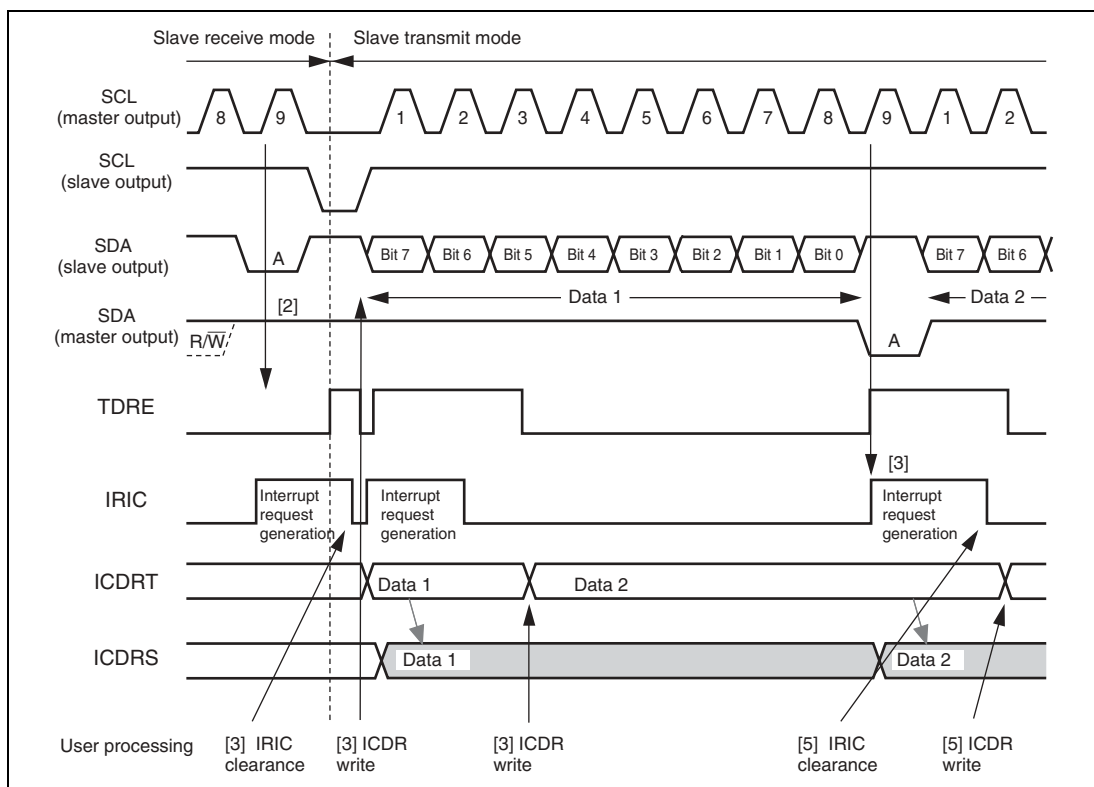 Slave receive mode Slave transmit mode
SCL
(master output)
8 9 1 2 3 4 5 6 7 8 9 1 2
SCL
(slave output)
SDA
(slave output)
A Bit 7 Bit 6 Bit 5 Bit 4 Bit 3 Bit 2 Bit 1 Bit 0 Bit 7 Bit 6
Data 1 Data 2
[2]
SDA
(master output)
R/W̅ A
TDRE
[3]
IRIC
Interrupt
request
generation
Interrupt
request
generation
Interrupt
request
generation
ICDRT
Data 1 Data 2
ICDRS
Data 1 Data 2
User processing
[3] IRIC
clearance
[3] ICDR
write
[3] ICDR
write
[5] IRIC
clearance
[5] ICDR
write